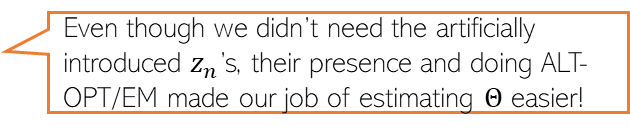 Even though we didn't need the artificially
introduced zₙ's, their presence and doing ALT-
OPT/EM made our job of estimating Θ easier!